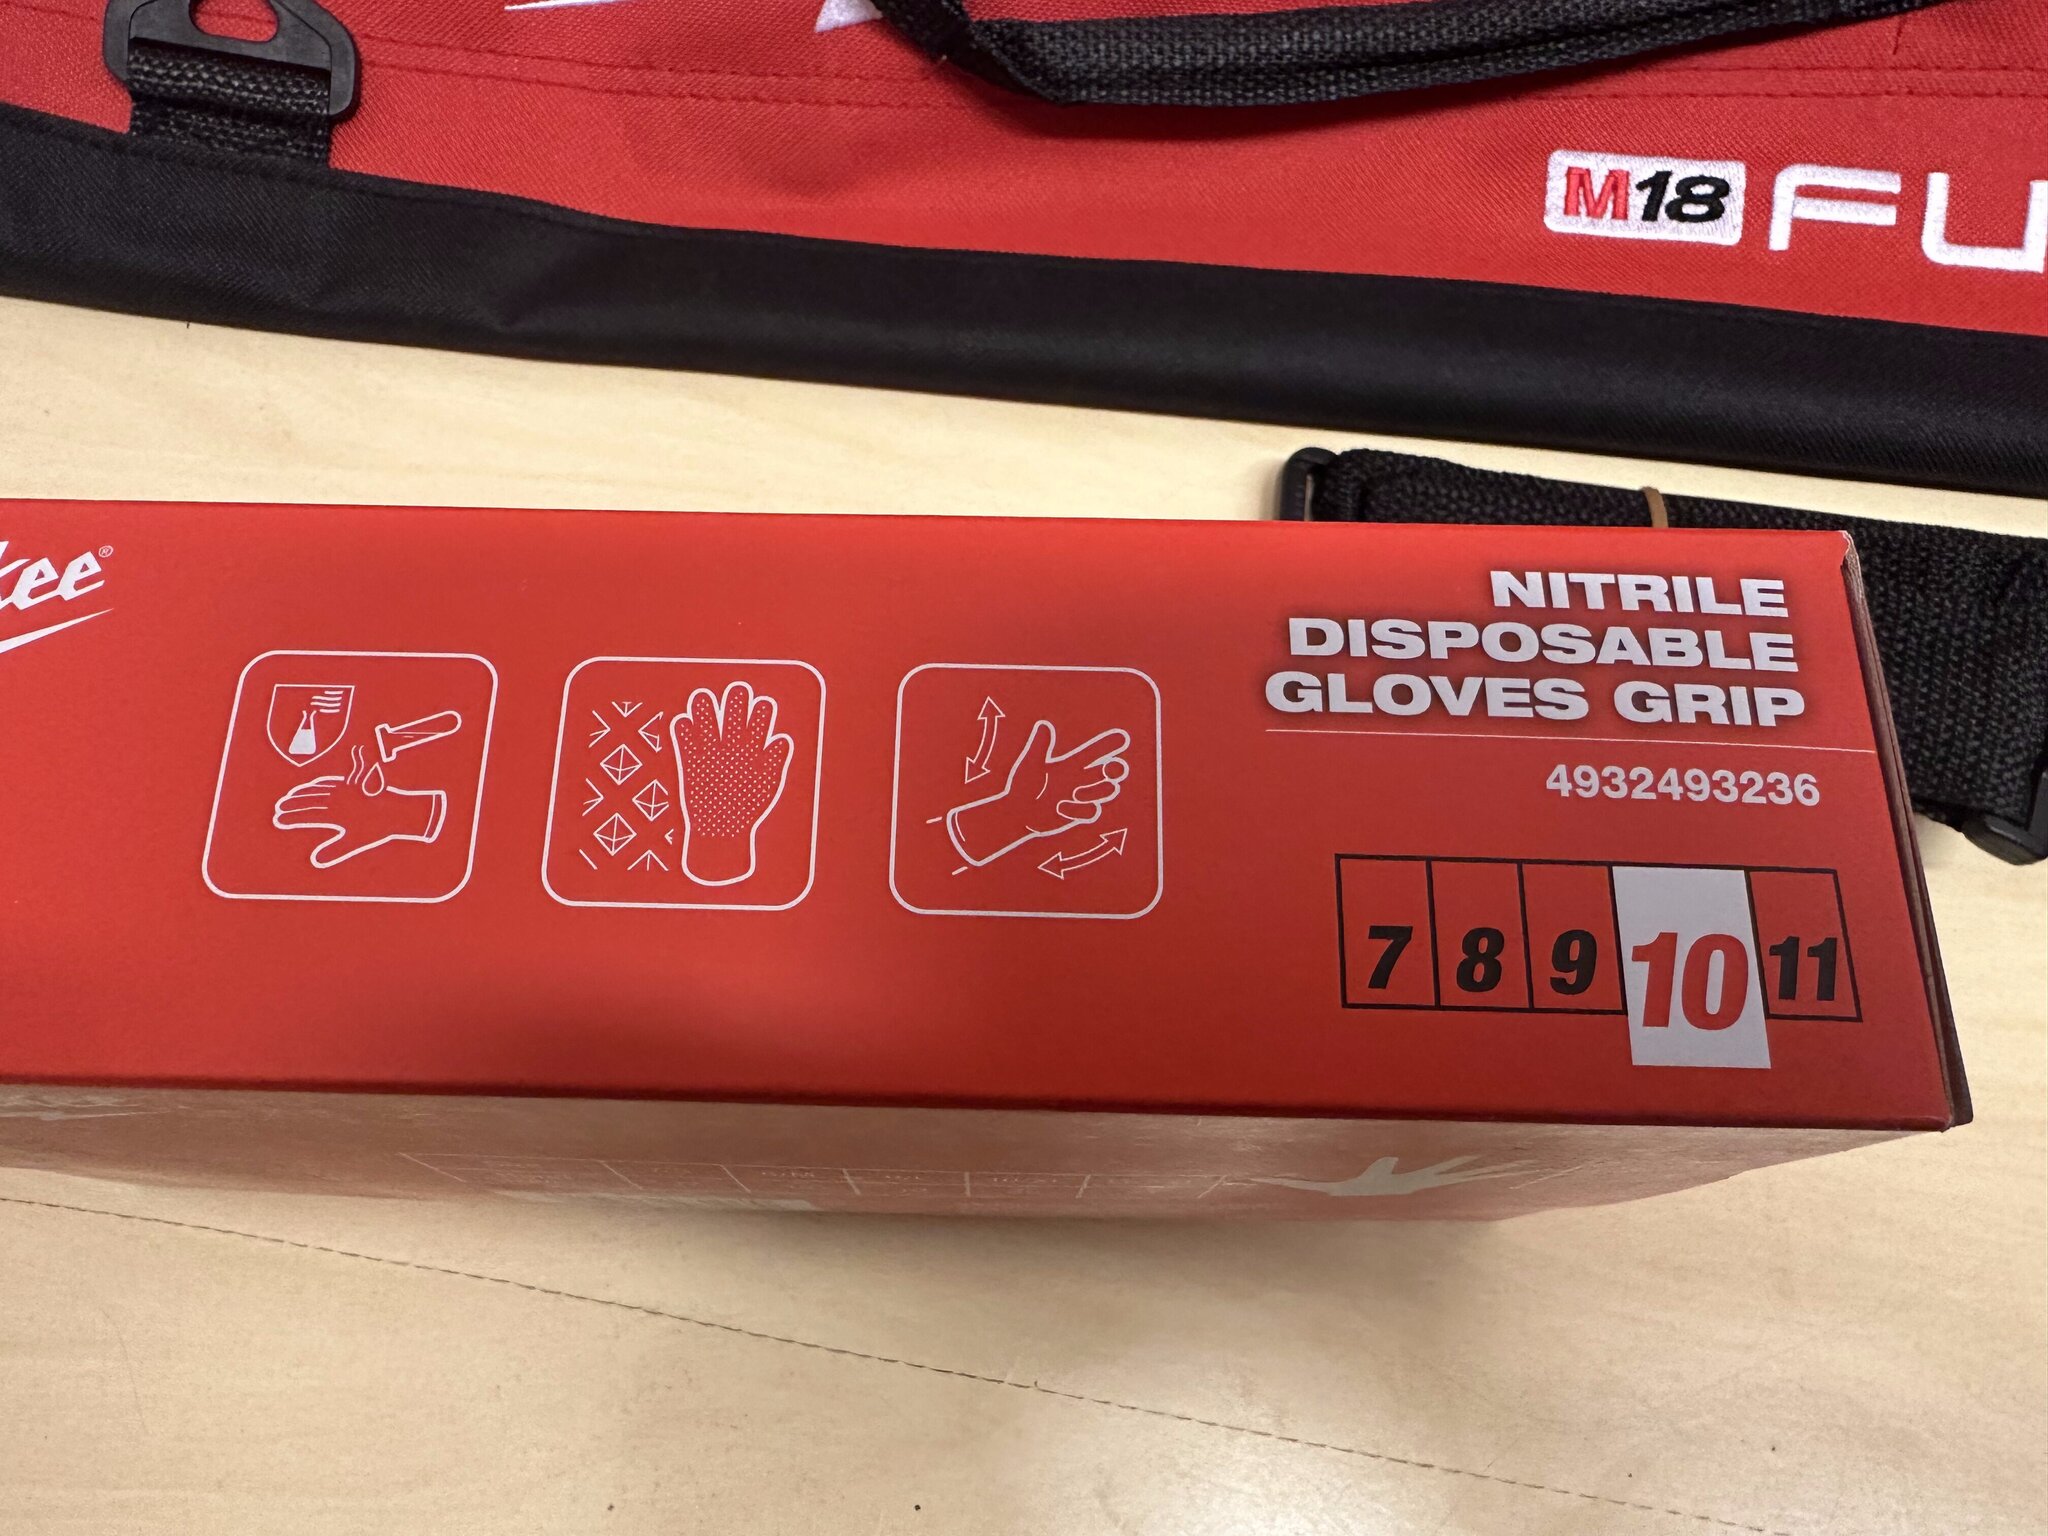 M18 FU
kee®
NITRILE
DISPOSABLE
GLOVES GRIP
4932493236
7 8 9 10 11